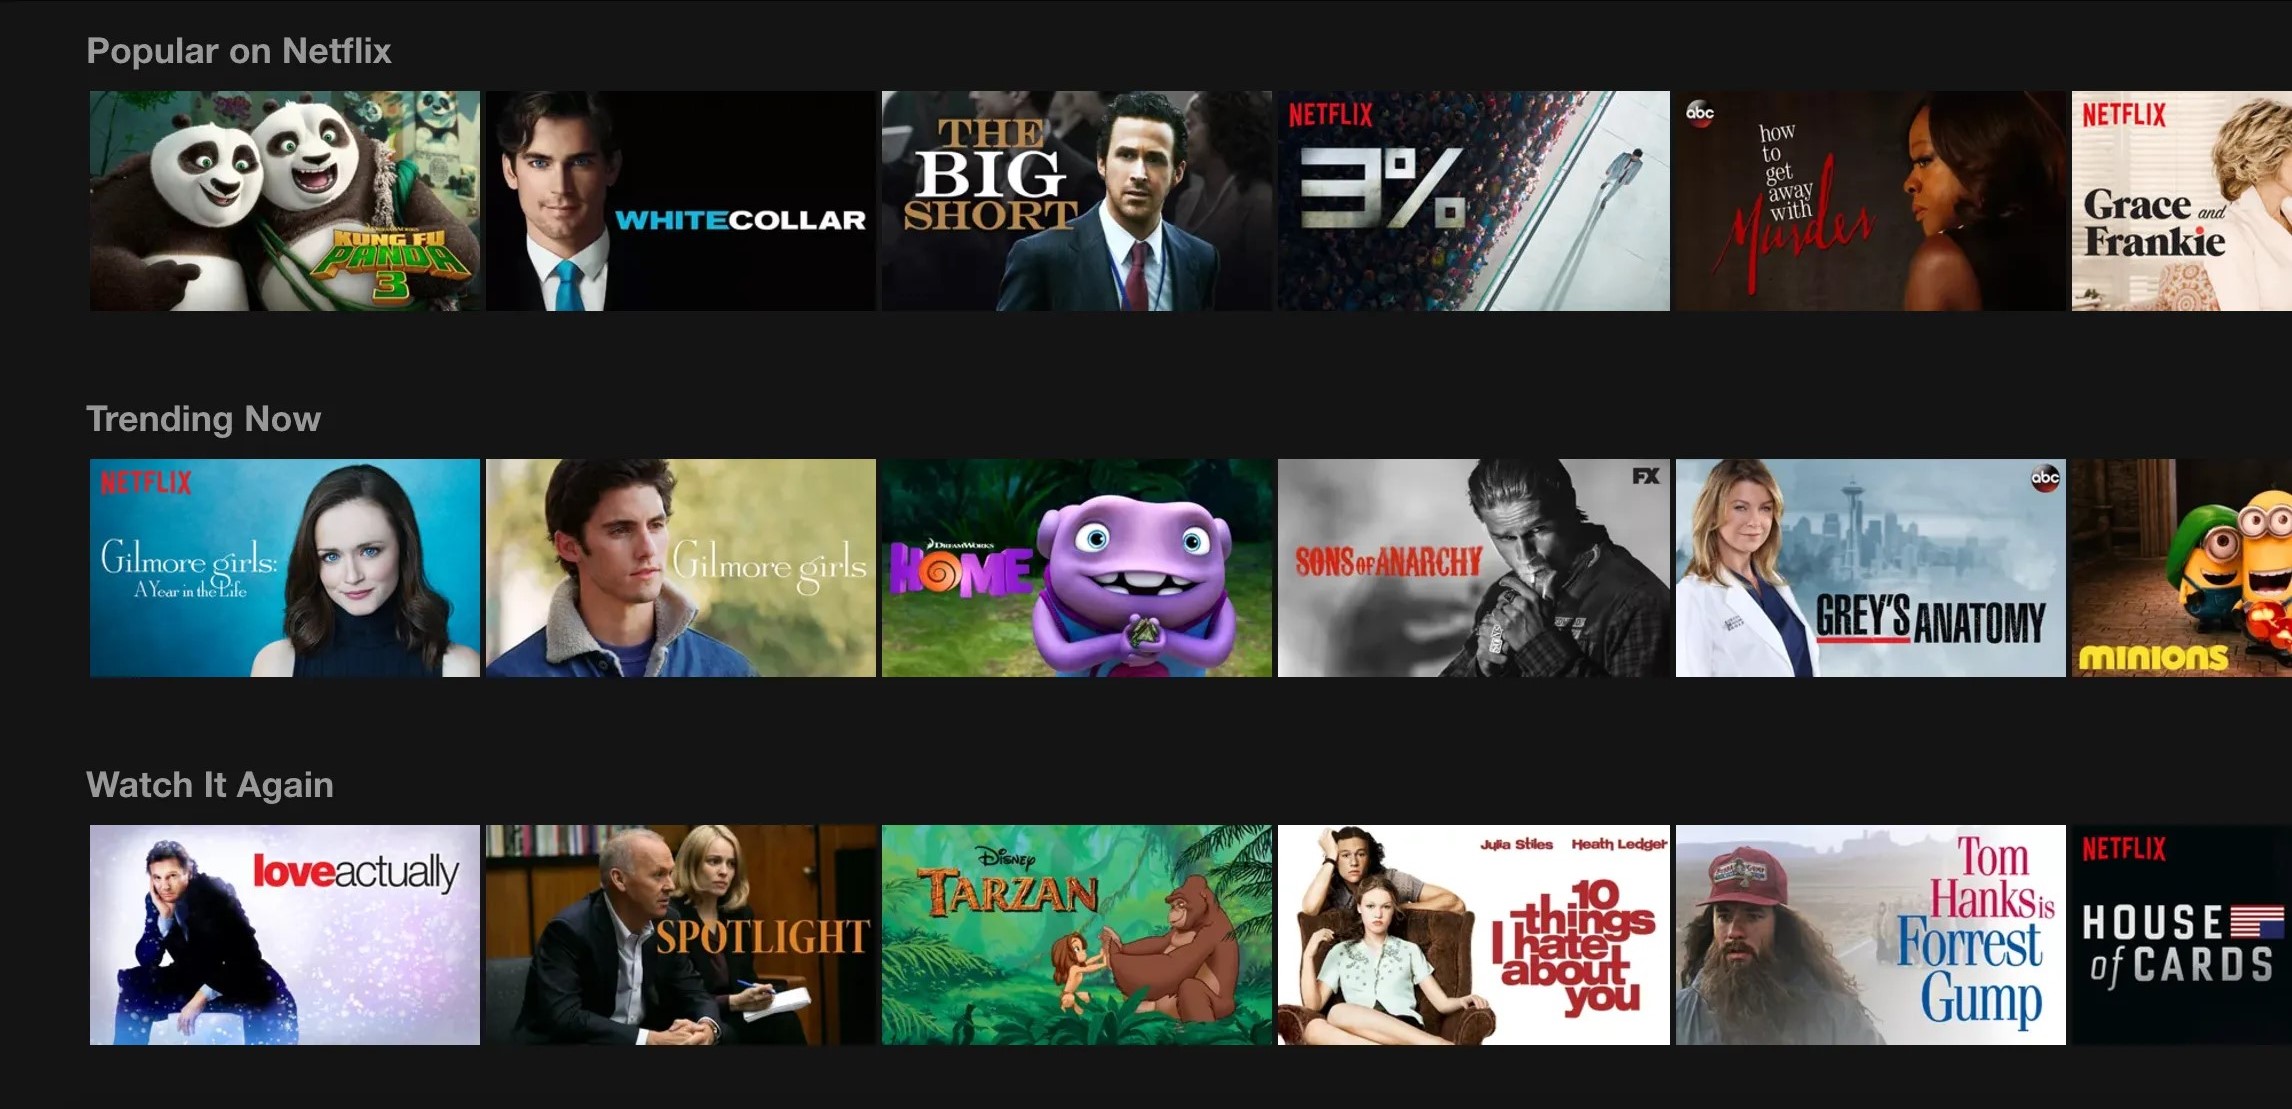 Popular on Netflix
DREAMWORKS
KUNG FU
PANDA
3
WHITECOLLAR
THE
BIG
SHORT
NETFLIX
3%
abc
how
to
get
away
with
Murder
NETFLIX
Grace and
Frankie
Trending Now
NETFLIX
Gilmore girls:
A Year in the Life
Gilmore girls
DREAMWORKS
HOME
SONS OF ANARCHY
FX
abc
GREY'S ANATOMY
MINIONS
Watch It Again
loveactually
SPOTLIGHT
DISNEY
TARZAN
Julia Stiles Heath Ledger
10
things
I hate
about
you
Tom
Hanks is
Forrest
Gump
NETFLIX
HOUSE
of CARDS